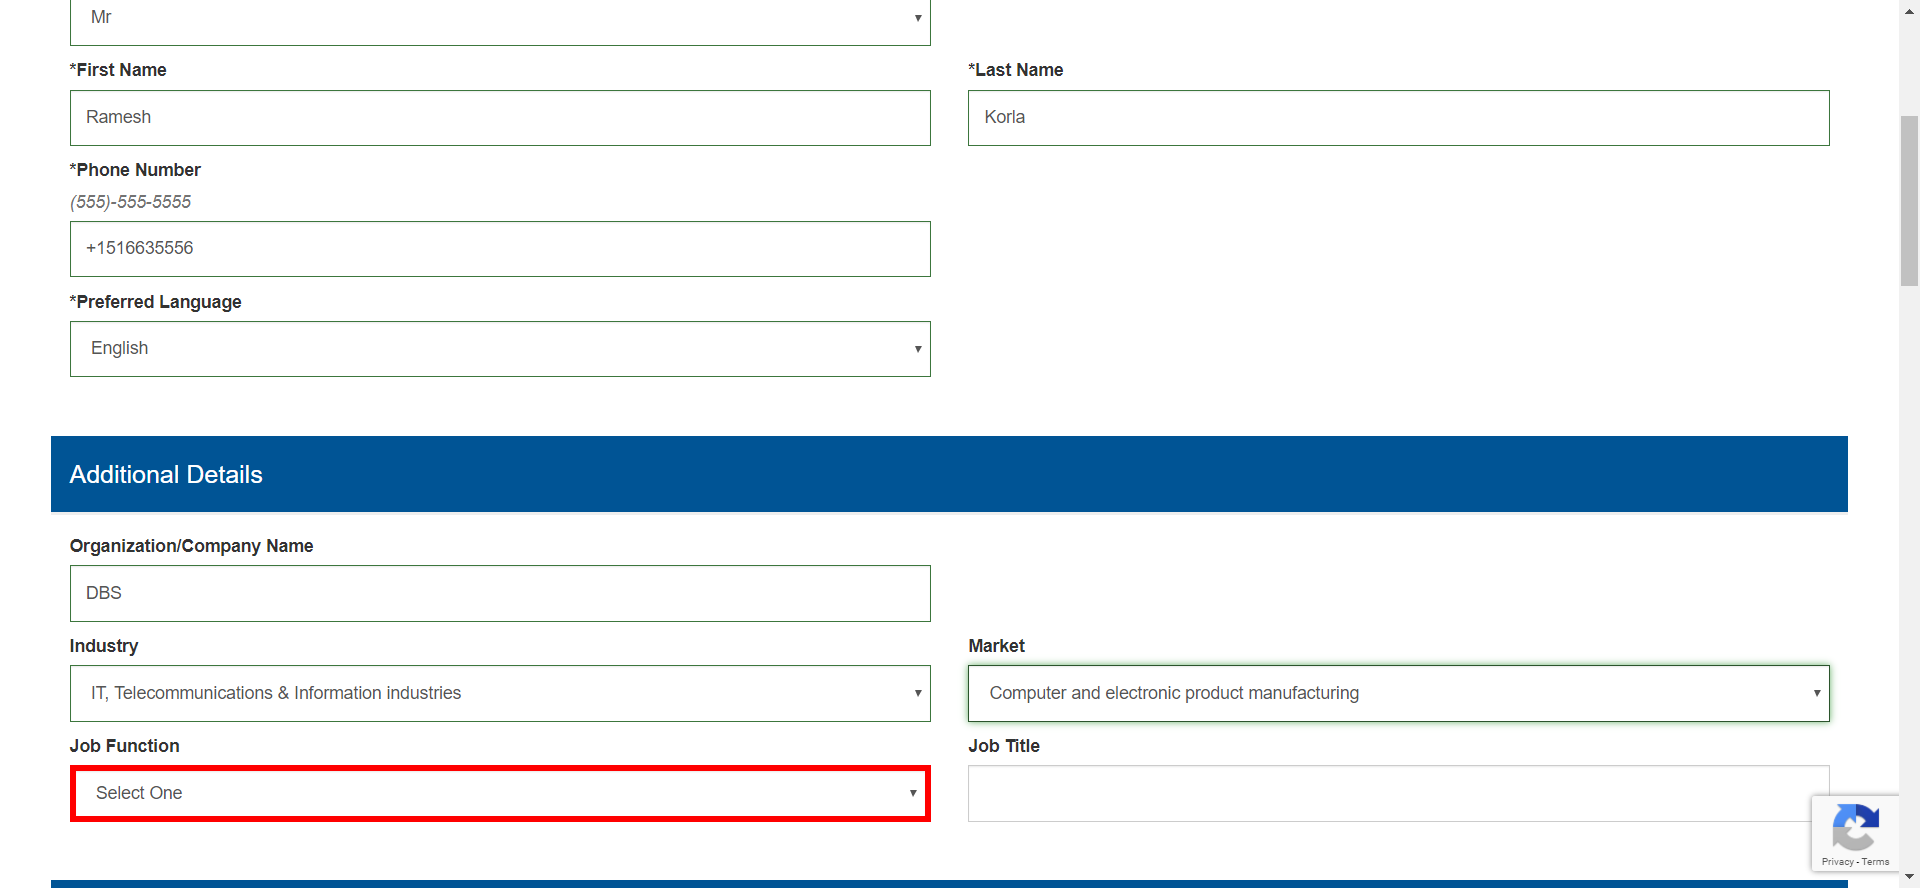 Mr
*First Name
*Last Name
Ramesh
Korla
*Phone Number
(555)-555-5555
+1516635556
*Preferred Language
English
Additional Details
Organization/Company Name
DBS
Industry
Market
IT, Telecommunications & Information industries
Computer and electronic product manufacturing
Job Function
Job Title
Select One
Privacy - Terms